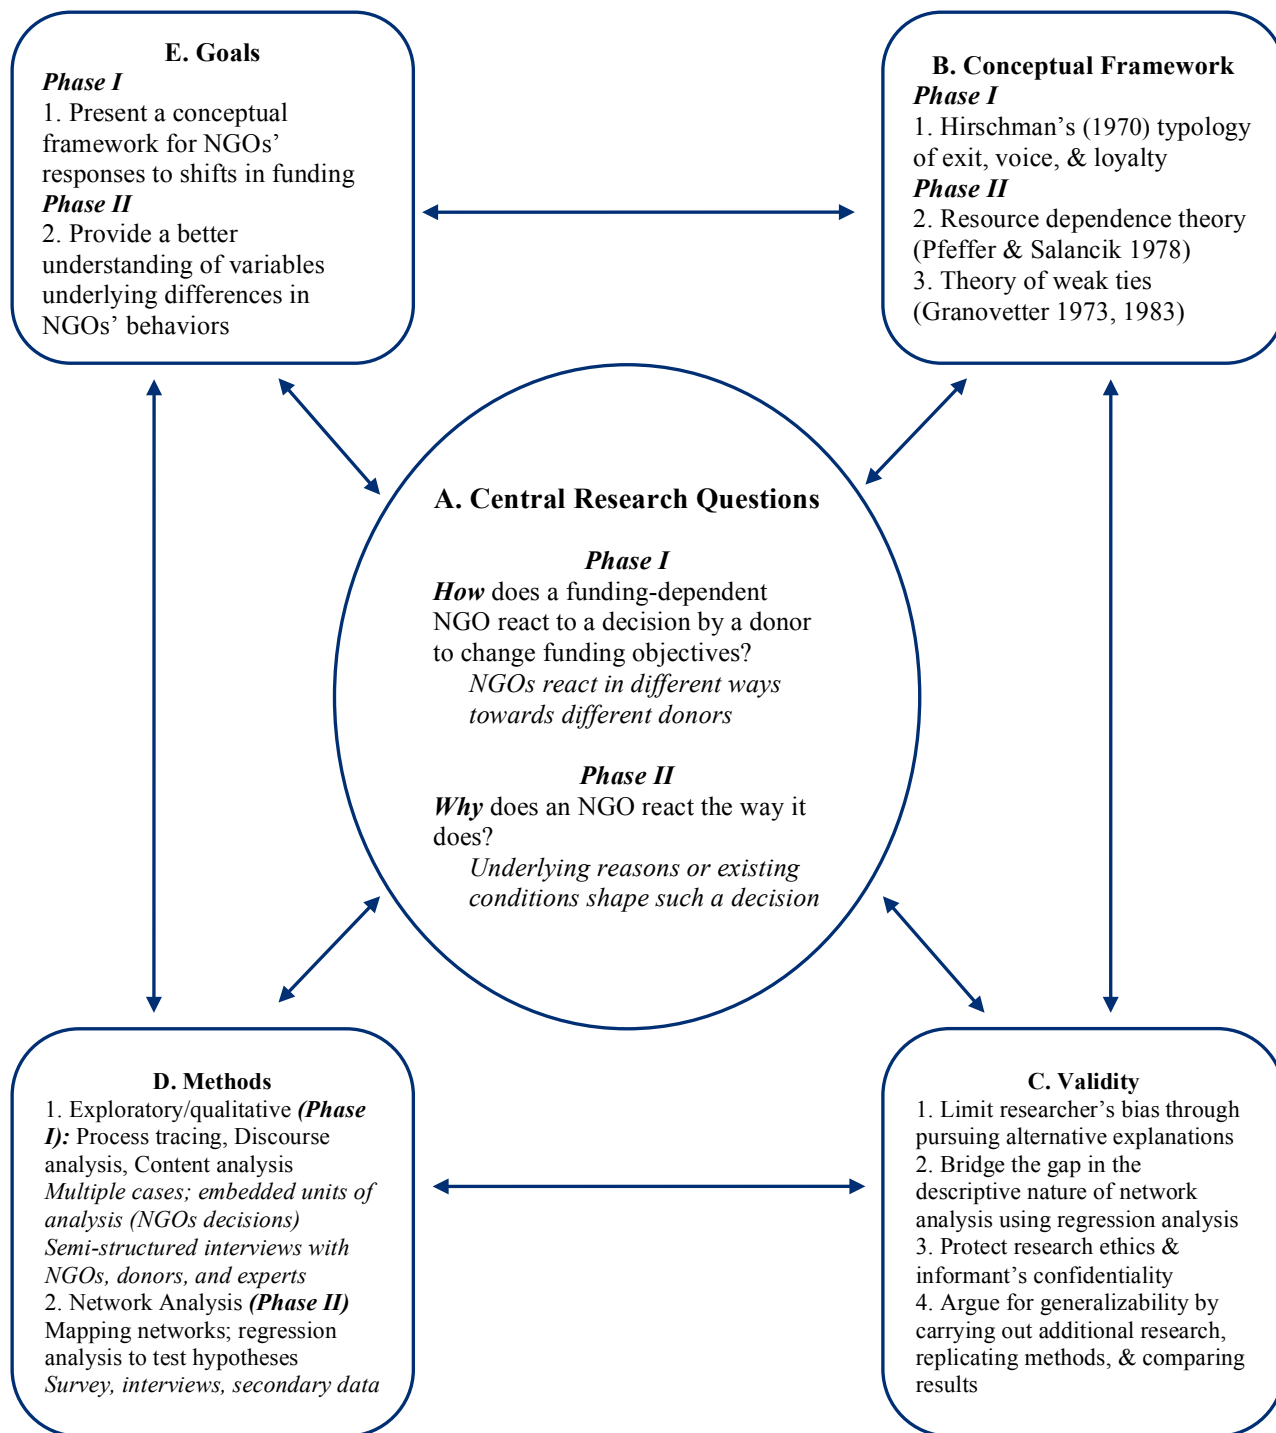 E. Goals
Phase I
1. Present a conceptual
framework for NGOs’
responses to shifts in funding
Phase II
2. Provide a better
understanding of variables
underlying differences in
NGOs’ behaviors
B. Conceptual Framework
Phase I
1. Hirschman’s (1970) typology
of exit, voice, & loyalty
Phase II
2. Resource dependence theory
(Pfeffer & Salancik 1978)
3. Theory of weak ties
(Granovetter 1973, 1983)
A. Central Research Questions
Phase I
How does a funding-dependent
NGO react to a decision by a donor
to change funding objectives?
NGOs react in different ways
towards different donors
Phase II
Why does an NGO react the way it
does?
Underlying reasons or existing
conditions shape such a decision
D. Methods
1. Exploratory/qualitative (Phase
I): Process tracing, Discourse
analysis, Content analysis
Multiple cases; embedded units of
analysis (NGOs decisions)
Semi-structured interviews with
NGOs, donors, and experts
2. Network Analysis (Phase II)
Mapping networks; regression
analysis to test hypotheses
Survey, interviews, secondary data
C. Validity
1. Limit researcher’s bias through
pursuing alternative explanations
2. Bridge the gap in the
descriptive nature of network
analysis using regression analysis
3. Protect research ethics &
informant’s confidentiality
4. Argue for generalizability by
carrying out additional research,
replicating methods, & comparing
results